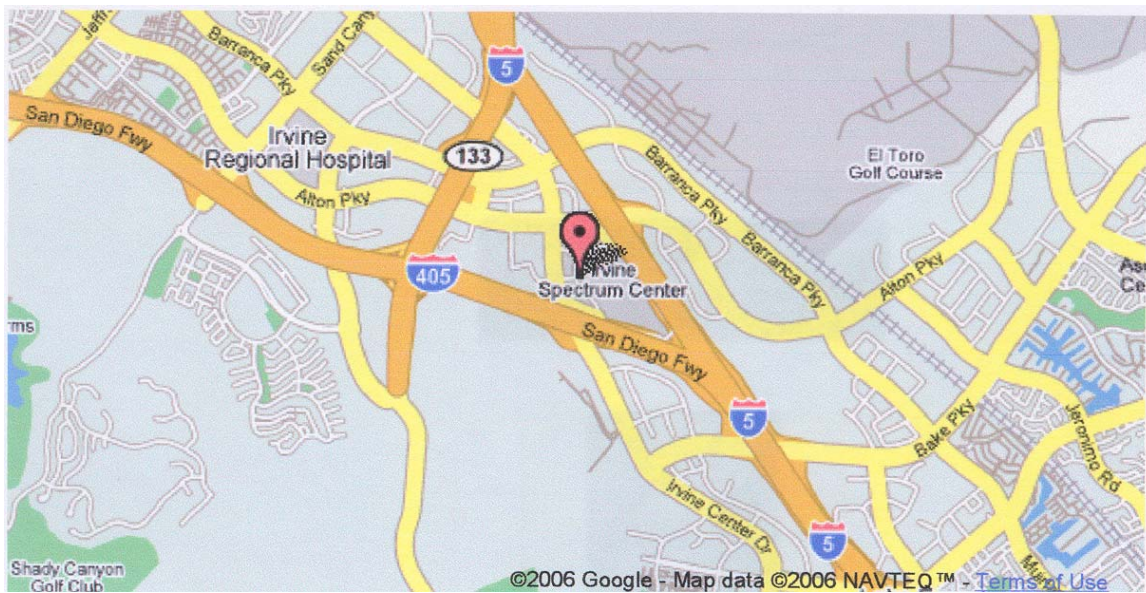 Barranca Pky
Sand Cany
5
San Diego Fwy
Irvine
Regional Hospital
133
Barranca Pky
El Toro
Golf Course
Alton Pky
Barranca Pky
Alton Pky
405
Irvine
Spectrum Center
San Diego Fwy
5
Bake Pky
Jeronimo Rd
Irvine Center Dr
5
Shady Canyon
Golf Club
©2006 Google - Map data ©2006 NAVTEQ™ - Terms of Use